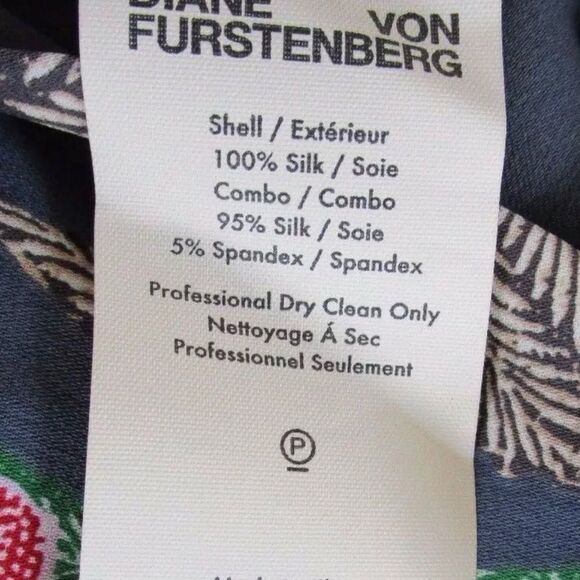 DIANE VON
FURSTENBERG
Shell / Extérieur
100% Silk / Soie
Combo / Combo
95% Silk / Soie
5% Spandex / Spandex
Professional Dry Clean Only
Nettoyage Á Sec
Professionnel Seulement
P